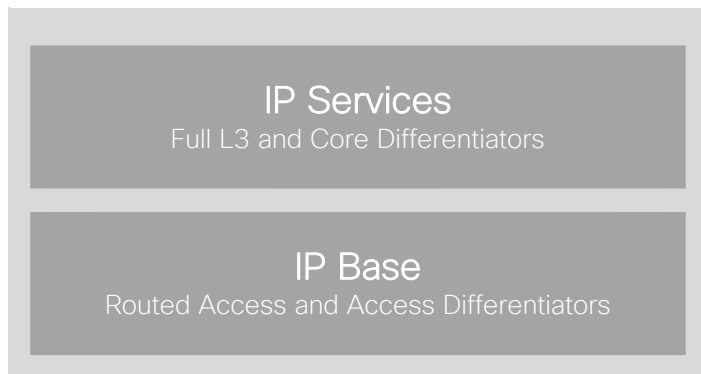 IP Services
Full L3 and Core Differentiators
IP Base
Routed Access and Access Differentiators